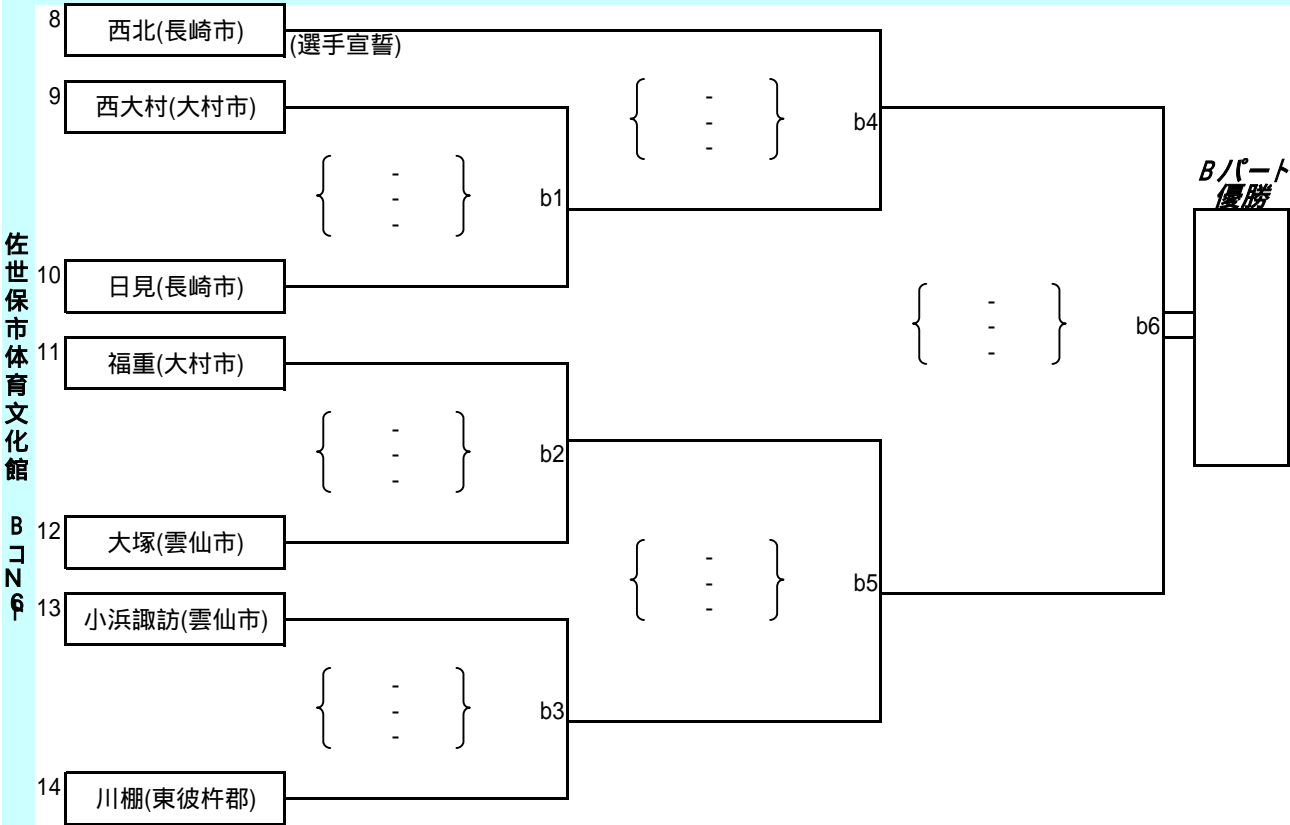 佐世保市体育文化館 Bコ
8
西北(長崎市)
(選手宣誓)
9
西大村(大村市)
10
日見(長崎市)
11
福重(大村市)
12
大塚(雲仙市)
13
小浜諏訪(雲仙市)
14
川棚(東彼杵郡)
{ - - - }
b1
{ - - - }
b2
{ - - - }
b3
{ - - - }
b4
{ - - - }
b5
{ - - - }
b6
Bパート
優勝